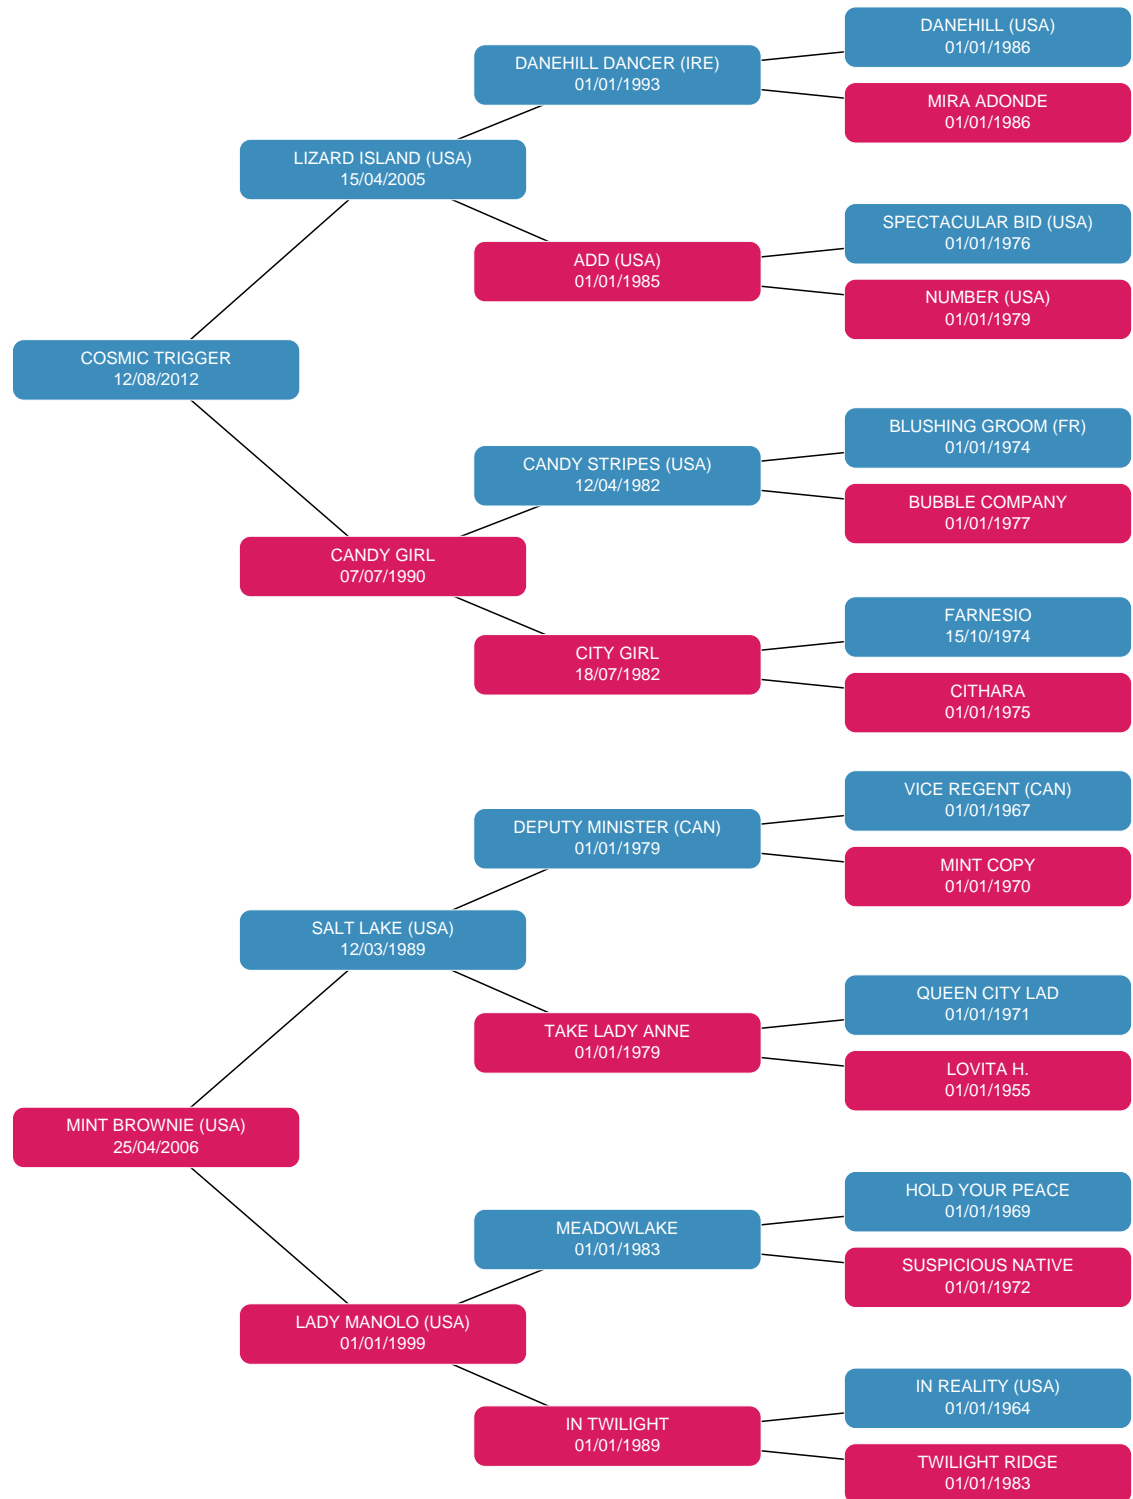 DANEHILL (USA)
01/01/1986
DANEHILL DANCER (IRE)
01/01/1993
MIRA ADONDE
01/01/1986
LIZARD ISLAND (USA)
15/04/2005
SPECTACULAR BID (USA)
01/01/1976
ADD (USA)
01/01/1985
NUMBER (USA)
01/01/1979
COSMIC TRIGGER
12/08/2012
BLUSHING GROOM (FR)
01/01/1974
CANDY STRIPES (USA)
12/04/1982
BUBBLE COMPANY
01/01/1977
CANDY GIRL
07/07/1990
FARNESIO
15/10/1974
CITY GIRL
18/07/1982
CITHARA
01/01/1975
VICE REGENT (CAN)
01/01/1967
DEPUTY MINISTER (CAN)
01/01/1979
MINT COPY
01/01/1970
SALT LAKE (USA)
12/03/1989
QUEEN CITY LAD
01/01/1971
TAKE LADY ANNE
01/01/1979
LOVITA H.
01/01/1955
MINT BROWNIE (USA)
25/04/2006
HOLD YOUR PEACE
01/01/1969
MEADOWLAKE
01/01/1983
SUSPICIOUS NATIVE
01/01/1972
LADY MANOLO (USA)
01/01/1999
IN REALITY (USA)
01/01/1964
IN TWILIGHT
01/01/1989
TWILIGHT RIDGE
01/01/1983